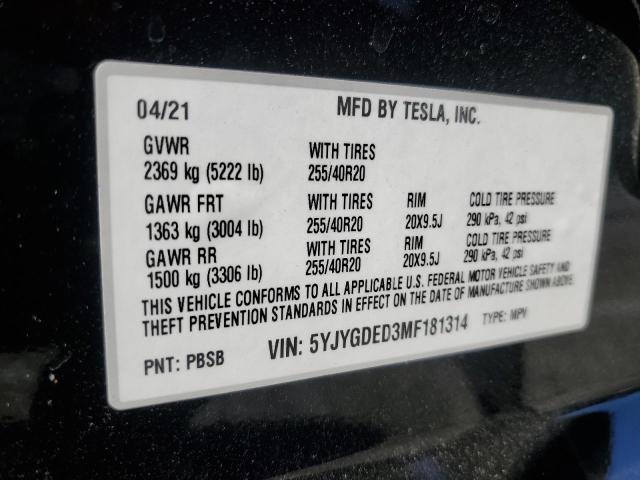 04/21 MFD BY TESLA, INC.
GVWR WITH TIRES
2369 kg (5222 lb) 255/40R20
GAWR FRT WITH TIRES RIM COLD TIRE PRESSURE
1363 kg (3004 lb) 255/40R20 20X9.5J 290 kPa, 42 psi
GAWR RR WITH TIRES RIM COLD TIRE PRESSURE
1500 kg (3306 lb) 255/40R20 20X9.5J 290 kPa, 42 psi
THIS VEHICLE CONFORMS TO ALL APPLICABLE U.S. FEDERAL MOTOR VEHICLE SAFETY AND
THEFT PREVENTION STANDARDS IN EFFECT ON THE DATE OF MANUFACTURE SHOWN ABOVE.
PNT: PBSB VIN: 5YJYGDED3MF181314 TYPE: MPV